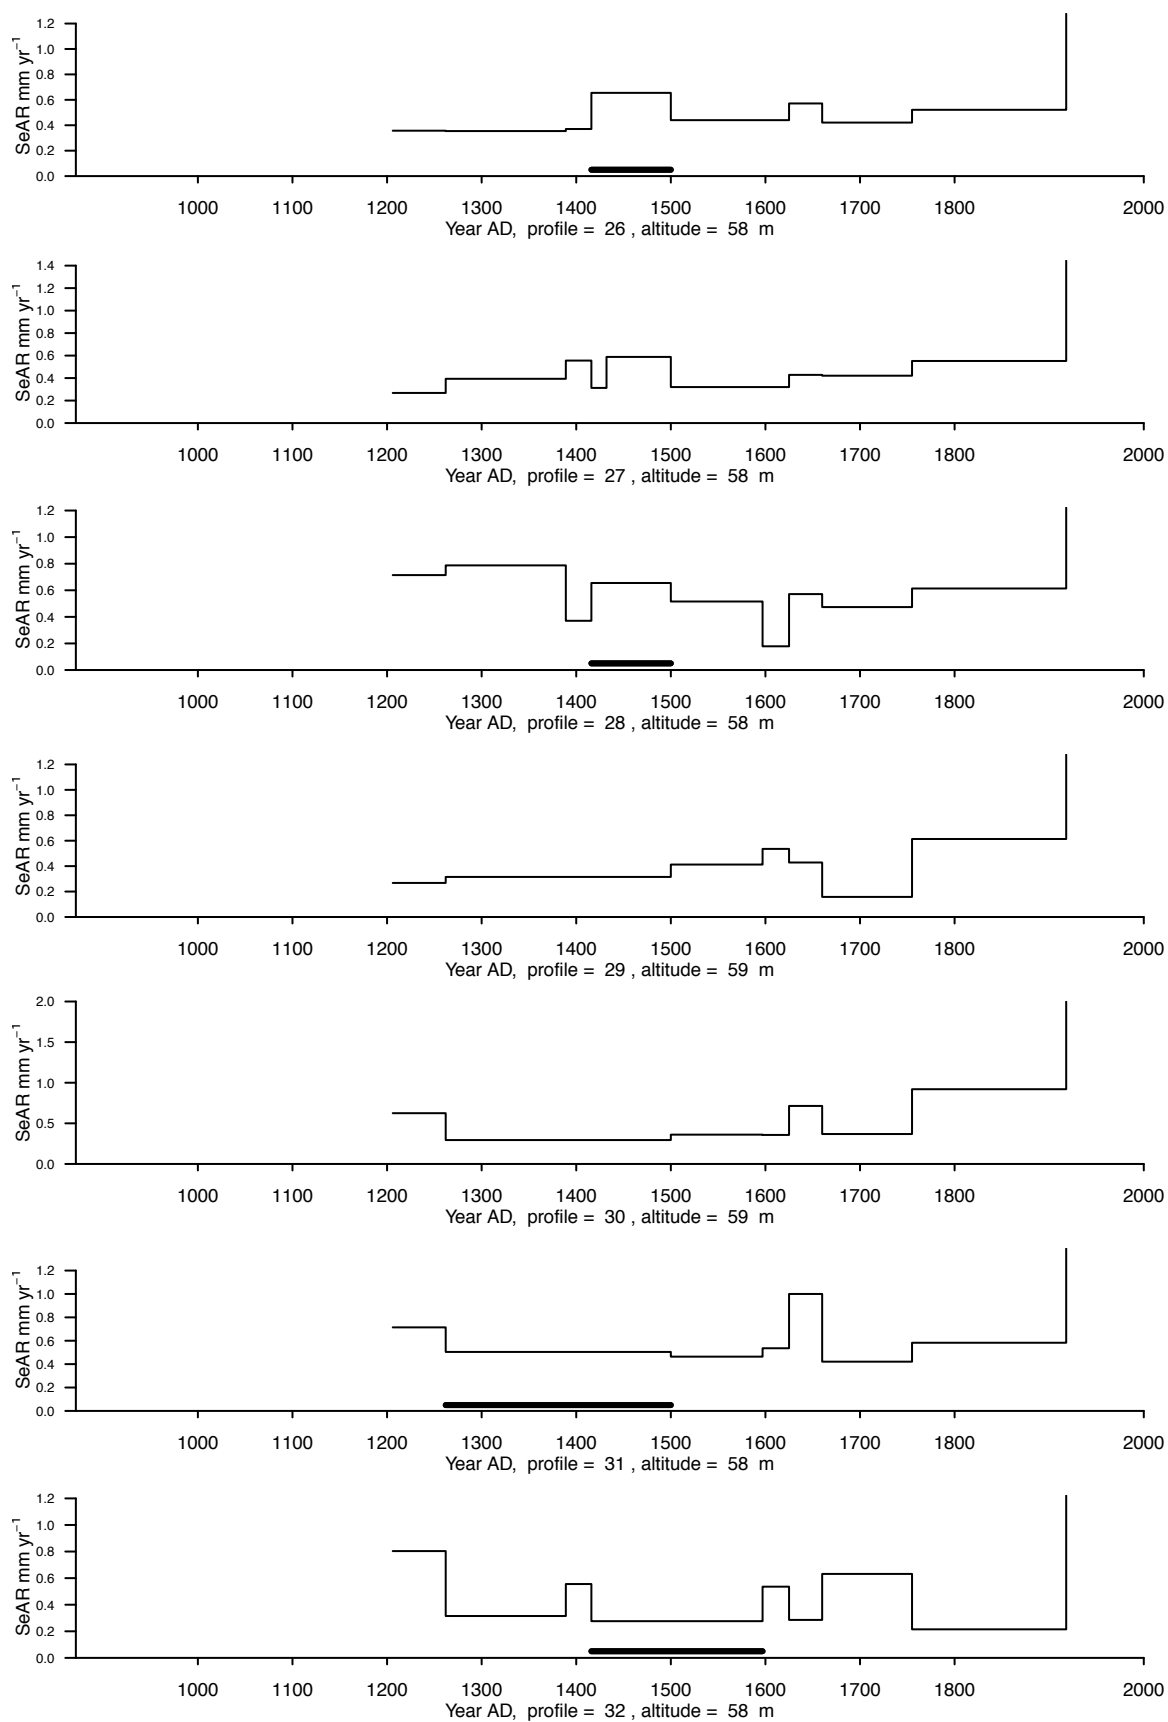 SeAR mm yr⁻¹
1.2
1.0
0.8
0.6
0.4
0.2
0.0
1000 1100 1200 1300 1400 1500 1600 1700 1800 2000
Year AD, profile = 26 , altitude = 58 m
SeAR mm yr⁻¹
1.4
1.2
1.0
0.8
0.6
0.4
0.2
0.0
1000 1100 1200 1300 1400 1500 1600 1700 1800 2000
Year AD, profile = 27 , altitude = 58 m
SeAR mm yr⁻¹
1.2
1.0
0.8
0.6
0.4
0.2
0.0
1000 1100 1200 1300 1400 1500 1600 1700 1800 2000
Year AD, profile = 28 , altitude = 58 m
SeAR mm yr⁻¹
1.2
1.0
0.8
0.6
0.4
0.2
0.0
1000 1100 1200 1300 1400 1500 1600 1700 1800 2000
Year AD, profile = 29 , altitude = 59 m
SeAR mm yr⁻¹
2.0
1.5
1.0
0.5
0.0
1000 1100 1200 1300 1400 1500 1600 1700 1800 2000
Year AD, profile = 30 , altitude = 59 m
SeAR mm yr⁻¹
1.2
1.0
0.8
0.6
0.4
0.2
0.0
1000 1100 1200 1300 1400 1500 1600 1700 1800 2000
Year AD, profile = 31 , altitude = 58 m
SeAR mm yr⁻¹
1.2
1.0
0.8
0.6
0.4
0.2
0.0
1000 1100 1200 1300 1400 1500 1600 1700 1800 2000
Year AD, profile = 32 , altitude = 58 m